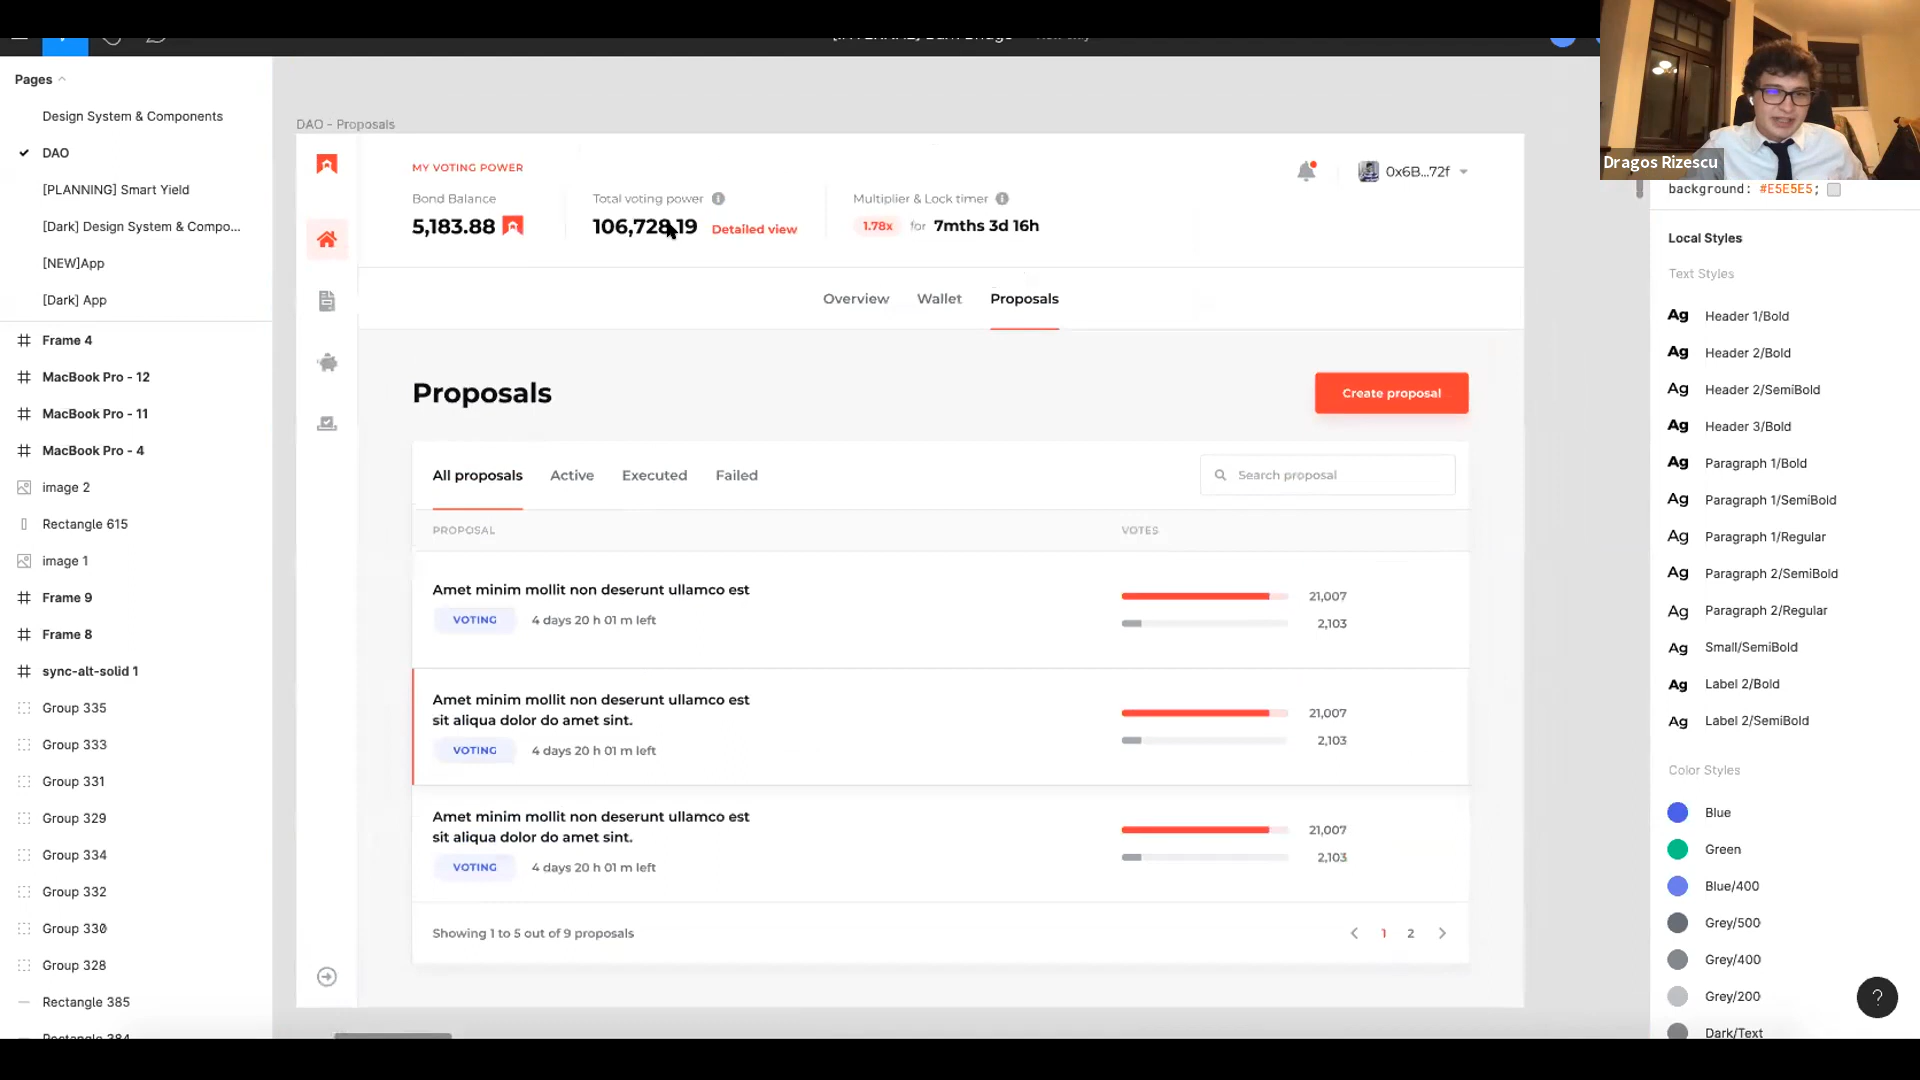 Pages
Design System & Components
DAO
[PLANNING] Smart Yield
[Dark] Design System & Compo...
[NEW]App
[Dark] App
Frame 4
MacBook Pro - 12
MacBook Pro - 11
MacBook Pro - 4
image 2
Rectangle 615
image 1
Frame 9
Frame 8
sync-alt-solid 1
Group 335
Group 333
Group 331
Group 329
Group 334
Group 332
Group 330
Group 328
Rectangle 385
Rectangle 384
DAO - Proposals
MY VOTING POWER
Bond Balance
5,183.88
Total voting power
106,728.19 Detailed view
Multiplier & Lock timer
1.78x for 7mths 3d 16h
0x6B...72f
Overview Wallet Proposals
Proposals
Create proposal
All proposals Active Executed Failed
Search proposal
PROPOSAL VOTES
Amet minim mollit non deserunt ullamco est
VOTING 4 days 20 h 01 m left
21,007
2,103
Amet minim mollit non deserunt ullamco est
sit aliqua dolor do amet sint.
VOTING 4 days 20 h 01 m left
21,007
2,103
Amet minim mollit non deserunt ullamco est
sit aliqua dolor do amet sint.
VOTING 4 days 20 h 01 m left
21,007
2,103
Showing 1 to 5 out of 9 proposals
1 2
Dragos Rizescu
background: #E5E5E5;
Local Styles
Text Styles
Ag Header 1/Bold
Ag Header 2/Bold
Ag Header 2/SemiBold
Ag Header 3/Bold
Ag Paragraph 1/Bold
Ag Paragraph 1/SemiBold
Ag Paragraph 1/Regular
Ag Paragraph 2/SemiBold
Ag Paragraph 2/Regular
Ag Small/SemiBold
Ag Label 2/Bold
Ag Label 2/SemiBold
Color Styles
Blue
Green
Blue/400
Grey/500
Grey/400
Grey/200
Dark/Text
?